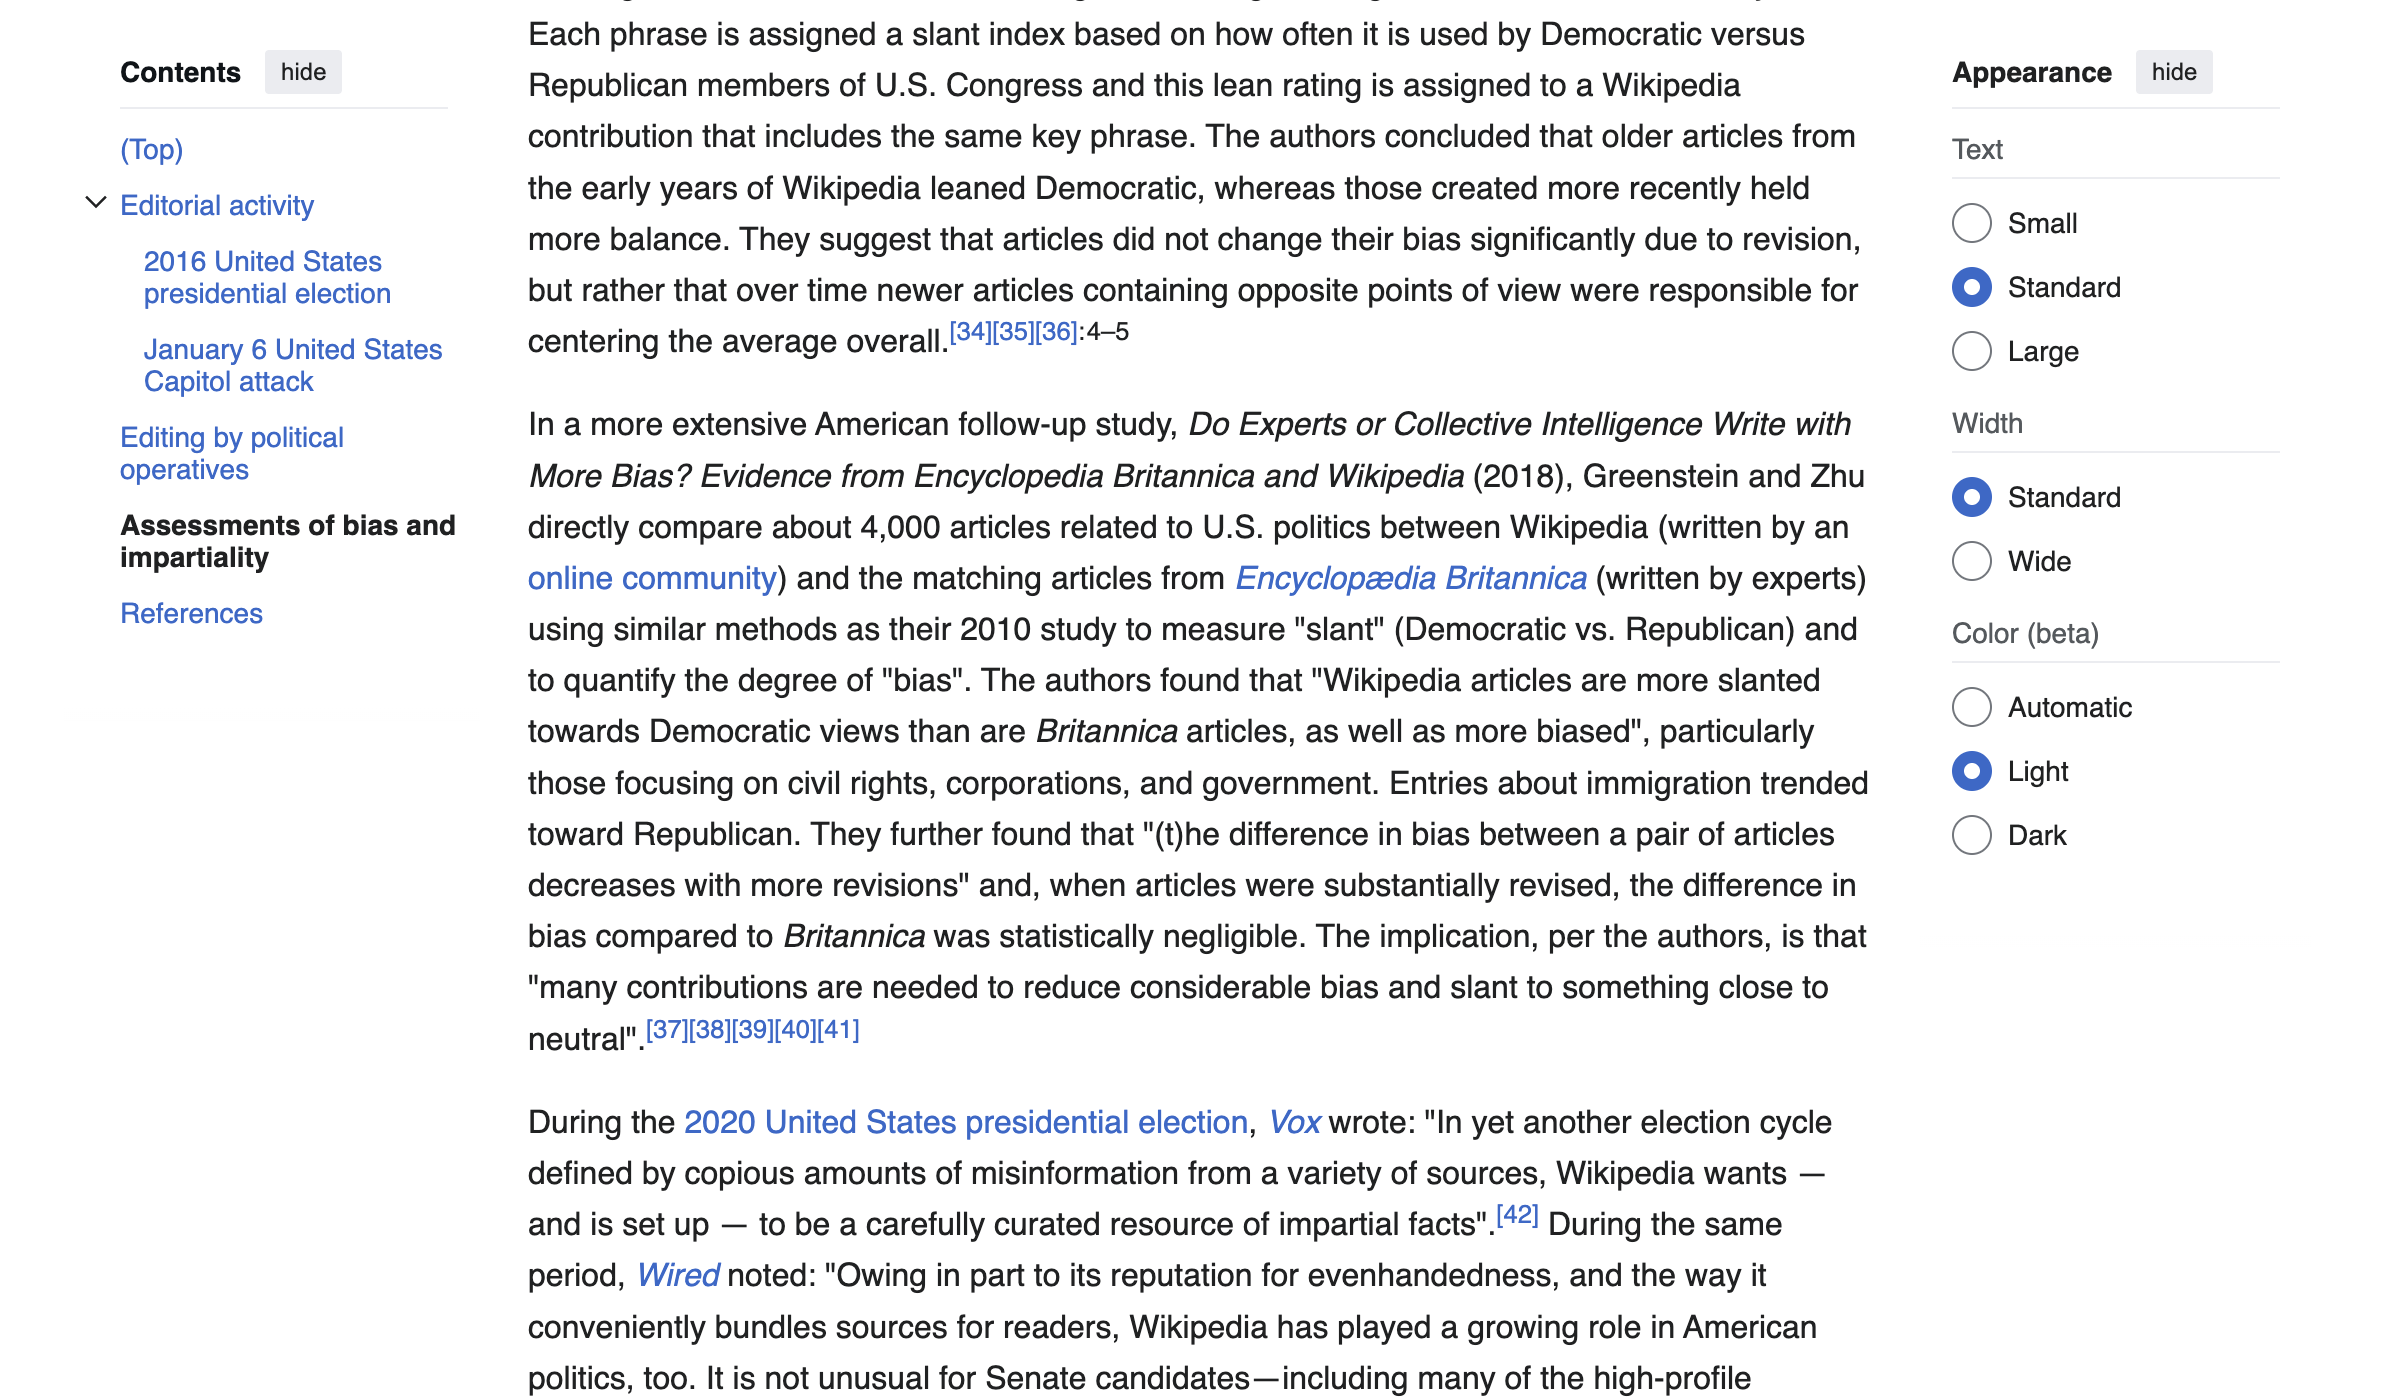 Contents hide
(Top)
Editorial activity
2016 United States
presidential election
January 6 United States
Capitol attack
Editing by political
operatives
Assessments of bias and
impartiality
References
Each phrase is assigned a slant index based on how often it is used by Democratic versus
Republican members of U.S. Congress and this lean rating is assigned to a Wikipedia
contribution that includes the same key phrase. The authors concluded that older articles from
the early years of Wikipedia leaned Democratic, whereas those created more recently held
more balance. They suggest that articles did not change their bias significantly due to revision,
but rather that over time newer articles containing opposite points of view were responsible for
centering the average overall.[34][35][36]:4–5
In a more extensive American follow-up study, Do Experts or Collective Intelligence Write with
More Bias? Evidence from Encyclopedia Britannica and Wikipedia (2018), Greenstein and Zhu
directly compare about 4,000 articles related to U.S. politics between Wikipedia (written by an
online community) and the matching articles from Encyclopædia Britannica (written by experts)
using similar methods as their 2010 study to measure "slant" (Democratic vs. Republican) and
to quantify the degree of "bias". The authors found that "Wikipedia articles are more slanted
towards Democratic views than are Britannica articles, as well as more biased", particularly
those focusing on civil rights, corporations, and government. Entries about immigration trended
toward Republican. They further found that "(t)he difference in bias between a pair of articles
decreases with more revisions" and, when articles were substantially revised, the difference in
bias compared to Britannica was statistically negligible. The implication, per the authors, is that
"many contributions are needed to reduce considerable bias and slant to something close to
neutral".[37][38][39][40][41]
During the 2020 United States presidential election, Vox wrote: "In yet another election cycle
defined by copious amounts of misinformation from a variety of sources, Wikipedia wants —
and is set up — to be a carefully curated resource of impartial facts".[42] During the same
period, Wired noted: "Owing in part to its reputation for evenhandedness, and the way it
conveniently bundles sources for readers, Wikipedia has played a growing role in American
politics, too. It is not unusual for Senate candidates—including many of the high-profile
Appearance hide
Text
Small
Standard
Large
Width
Standard
Wide
Color (beta)
Automatic
Light
Dark